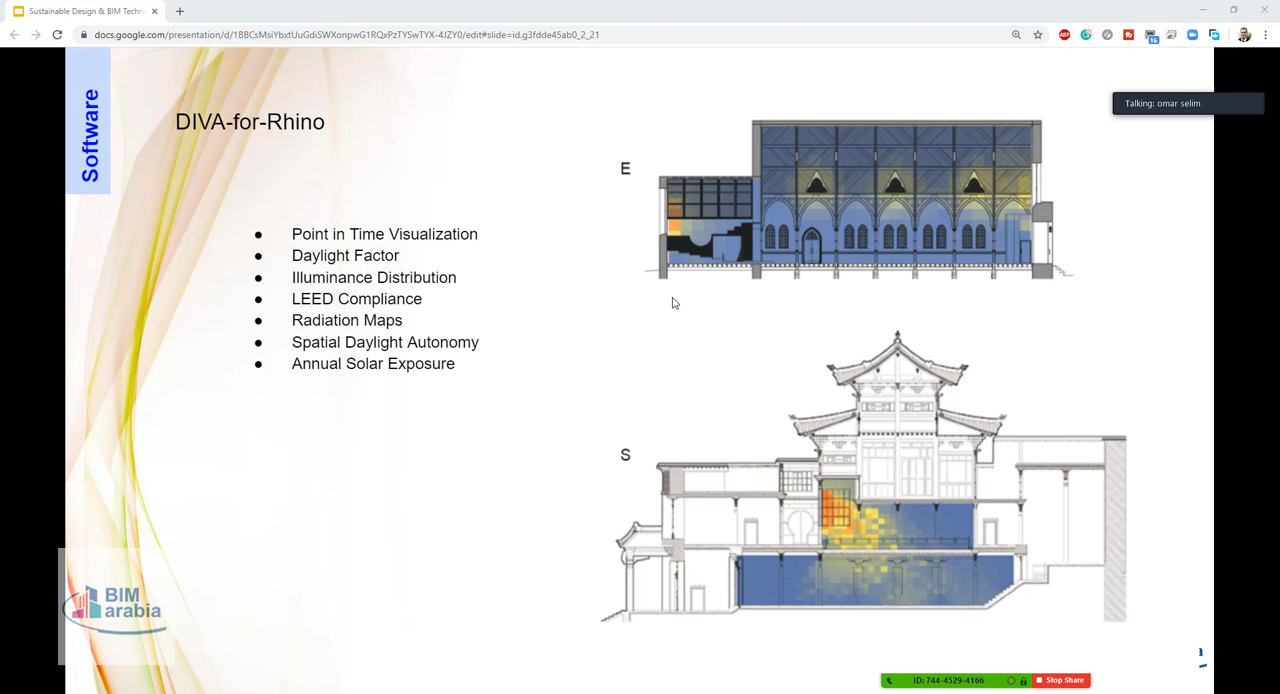 Sustainable Design & BIM Techn
docs.google.com/presentation/d/1BBCsMsiYbxtUuGdiSWXonpwG1RQxPzTYSwTYX-4JZY0/edit#slide=id.g3fdde45ab0_2_21
ABP
16
Talking: omar selim
Software
DIVA-for-Rhino
● Point in Time Visualization
● Daylight Factor
● Illuminance Distribution
● LEED Compliance
● Radiation Maps
● Spatial Daylight Autonomy
● Annual Solar Exposure
E
S
BIM
arabia
a
ID: 744-4529-4166
Stop Share